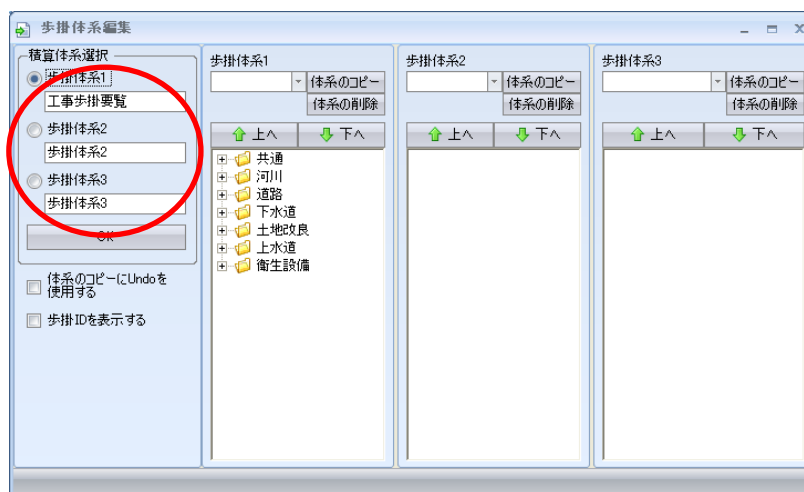 歩掛体系編集
積算体系選択
歩掛体系1
工事歩掛要覧
歩掛体系2
歩掛体系2
歩掛体系3
歩掛体系3
OK
体系のコピーにUndoを
使用する
歩掛IDを表示する
歩掛体系1
体系のコピー
体系の削除
上へ 下へ
共通
河川
道路
下水道
土地改良
上水道
衛生設備
歩掛体系2
体系のコピー
体系の削除
上へ 下へ
歩掛体系3
体系のコピー
体系の削除
上へ 下へ